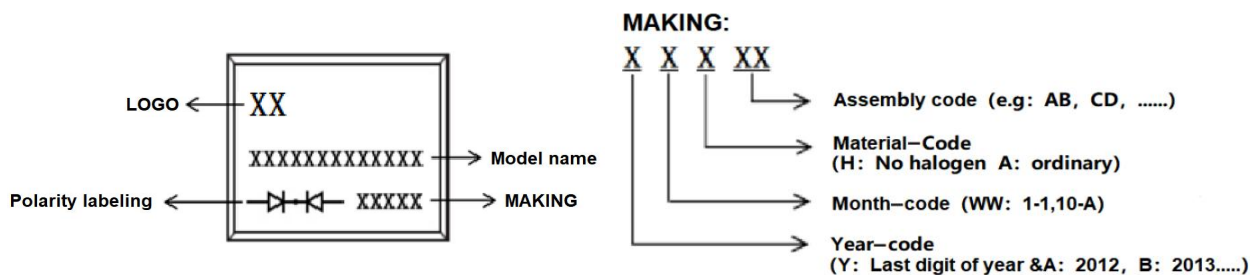 MAKING:
X X X XX
LOGO
XX
Assembly code (e.g: AB, CD, ......)
XXXXXXXXXXXXX
Model name
Material-Code
(H: No halogen A: ordinary)
Polarity labeling
XXXXX
MAKING
Month-code (WW: 1-1,10-A)
Year-code
(Y: Last digit of year &A: 2012, B: 2013.....)